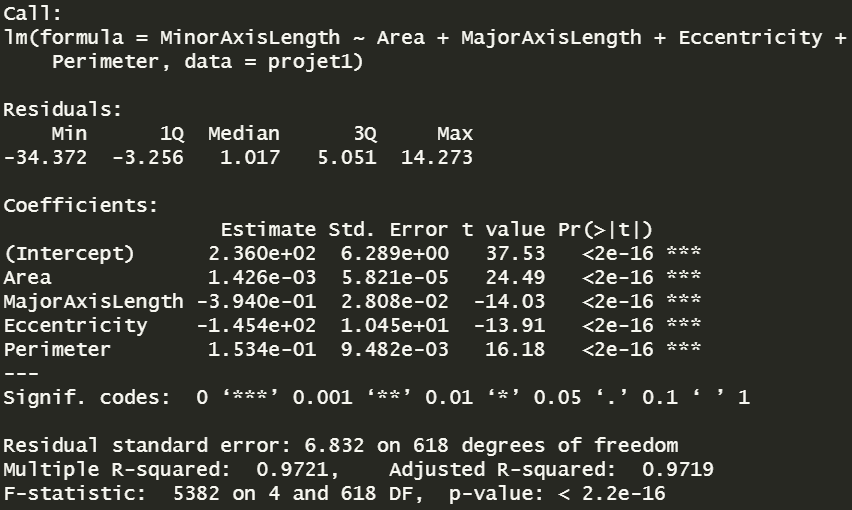 Call:
lm(formula = MinorAxisLength ~ Area + MajorAxisLength + Eccentricity +
    Perimeter, data = projet1)

Residuals:
    Min      1Q  Median      3Q     Max
-34.372  -3.256   1.017   5.051  14.273

Coefficients:
                  Estimate Std. Error t value Pr(>|t|)
(Intercept)      2.360e+02  6.289e+00   37.53   <2e-16 ***
Area             1.426e-03  5.821e-05   24.49   <2e-16 ***
MajorAxisLength -3.940e-01  2.808e-02  -14.03   <2e-16 ***
Eccentricity    -1.454e+02  1.045e+01  -13.91   <2e-16 ***
Perimeter        1.534e-01  9.482e-03   16.18   <2e-16 ***
---
Signif. codes:  0 ‘***’ 0.001 ‘**’ 0.01 ‘*’ 0.05 ‘.’ 0.1 ‘ ’ 1

Residual standard error: 6.832 on 618 degrees of freedom
Multiple R-squared:  0.9721,    Adjusted R-squared:  0.9719
F-statistic:  5382 on 4 and 618 DF,  p-value: < 2.2e-16